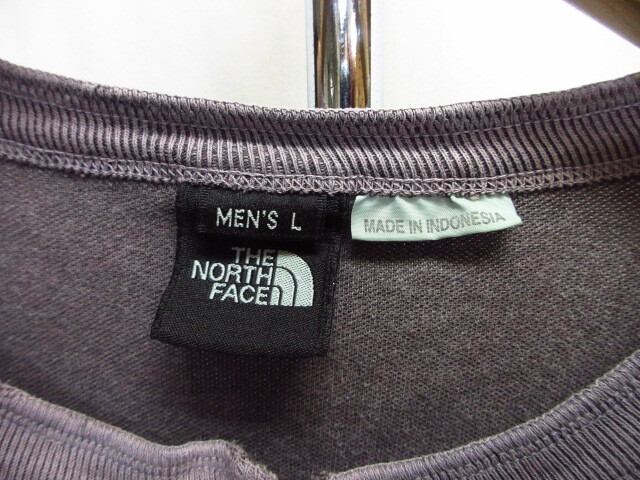 MEN'S L
THE
NORTH
FACE
MADE IN INDONESIA